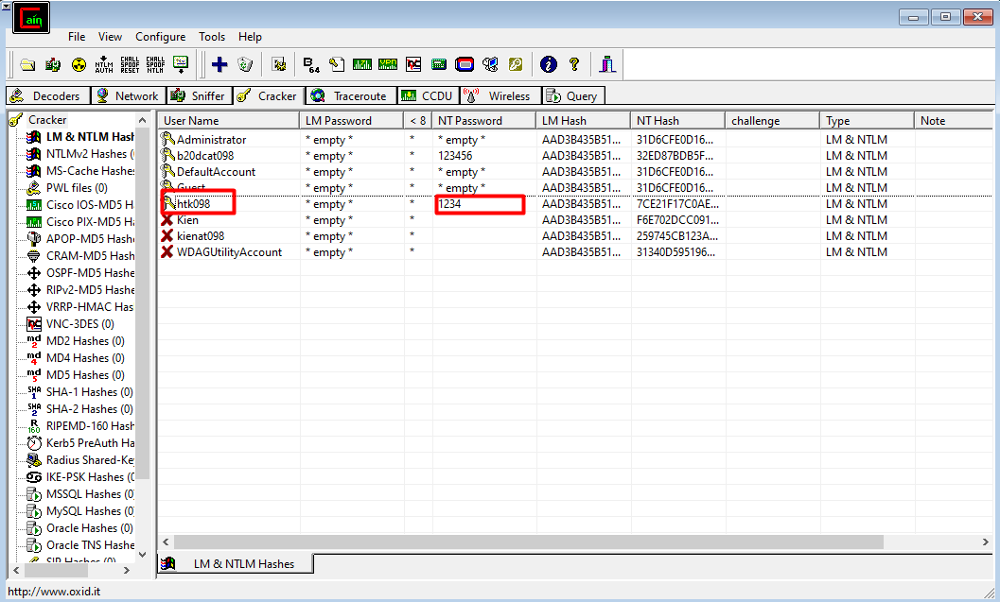 Cain
File View Configure Tools Help
NTLM AUTH CHALL SPOOF RESET CHALL SPOOF NTLM B 64
Decoders Network Sniffer Cracker Traceroute CCDU Wireless Query
Cracker
LM & NTLM Hash
NTLMv2 Hashes (
MS-Cache Hashes
PWL files (0)
Cisco IOS-MD5 H
Cisco PIX-MD5 Ha
APOP-MD5 Hashe
CRAM-MD5 Hash
OSPF-MD5 Hashe
RIPv2-MD5 Hashe
VRRP-HMAC Has
VNC-3DES (0)
MD2 Hashes (0)
MD4 Hashes (0)
MD5 Hashes (0)
SHA-1 Hashes (0)
SHA-2 Hashes (0)
RIPEMD-160 Hash
Kerb5 PreAuth Ha
Radius Shared-Key
IKE-PSK Hashes (0
MSSQL Hashes (0)
MySQL Hashes (0)
Oracle Hashes (0)
Oracle TNS Hashe
SIP Hashes (0)
User Name LM Password < 8 NT Password LM Hash NT Hash challenge Type Note
Administrator * empty * * * empty * AAD3B435B51... 31D6CFE0D16... LM & NTLM
b20dcat098 * empty * * 123456 AAD3B435B51... 32ED87BDB5F... LM & NTLM
DefaultAccount * empty * * * empty * AAD3B435B51... 31D6CFE0D16... LM & NTLM
Guest * empty * * * empty * AAD3B435B51... 31D6CFE0D16... LM & NTLM
htk098 * empty * * 1234 AAD3B435B51... 7CE21F17C0AE... LM & NTLM
Kien * empty * * AAD3B435B51... F6E702DCC091... LM & NTLM
kienat098 * empty * * AAD3B435B51... 259745CB123A... LM & NTLM
WDAGUtilityAccount * empty * * AAD3B435B51... 31340D595196... LM & NTLM
LM & NTLM Hashes
http://www.oxid.it